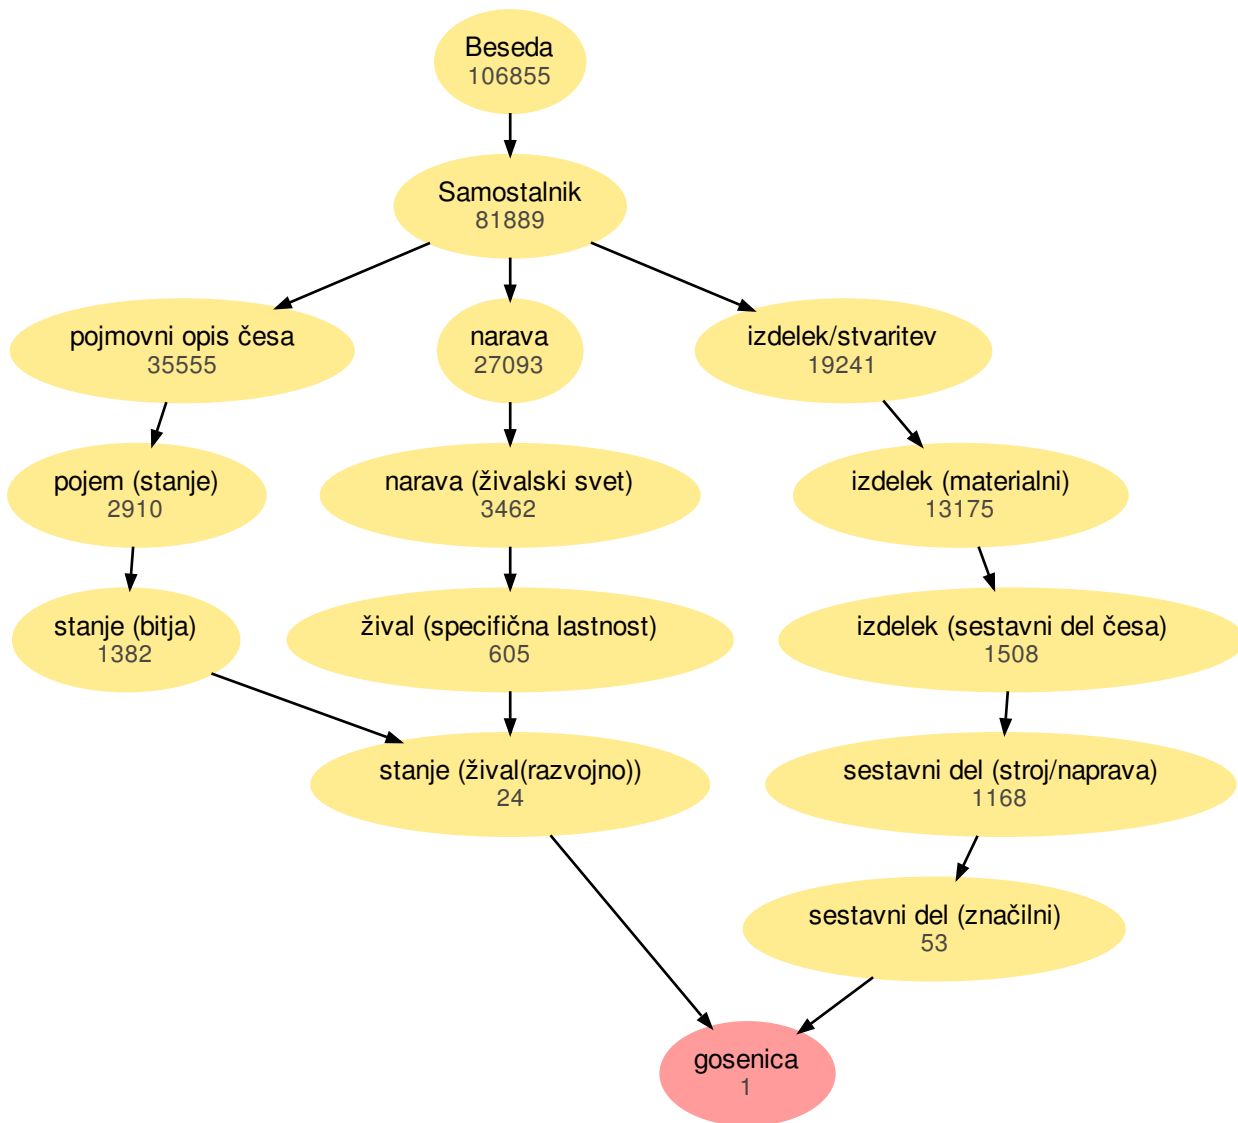 Beseda
106855
Samostalnik
81889
pojmovni opis česa
35555
narava
27093
izdelek/stvaritev
19241
pojem (stanje)
2910
narava (živalski svet)
3462
izdelek (materialni)
13175
stanje (bitja)
1382
žival (specifična lastnost)
605
izdelek (sestavni del česa)
1508
stanje (žival(razvojno))
24
sestavni del (stroj/naprava)
1168
sestavni del (značilni)
53
gosenica
1